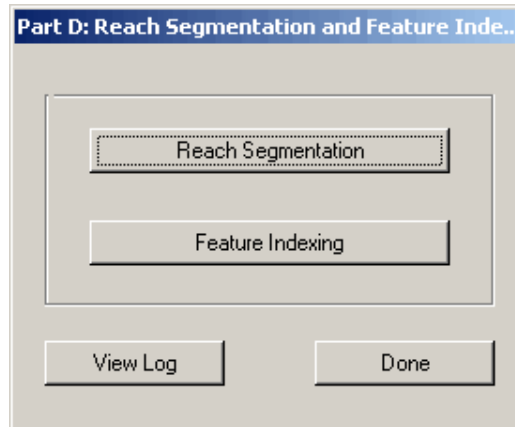 Part D: Reach Segmentation and Feature Inde..
Reach Segmentation
Feature Indexing
View Log
Done